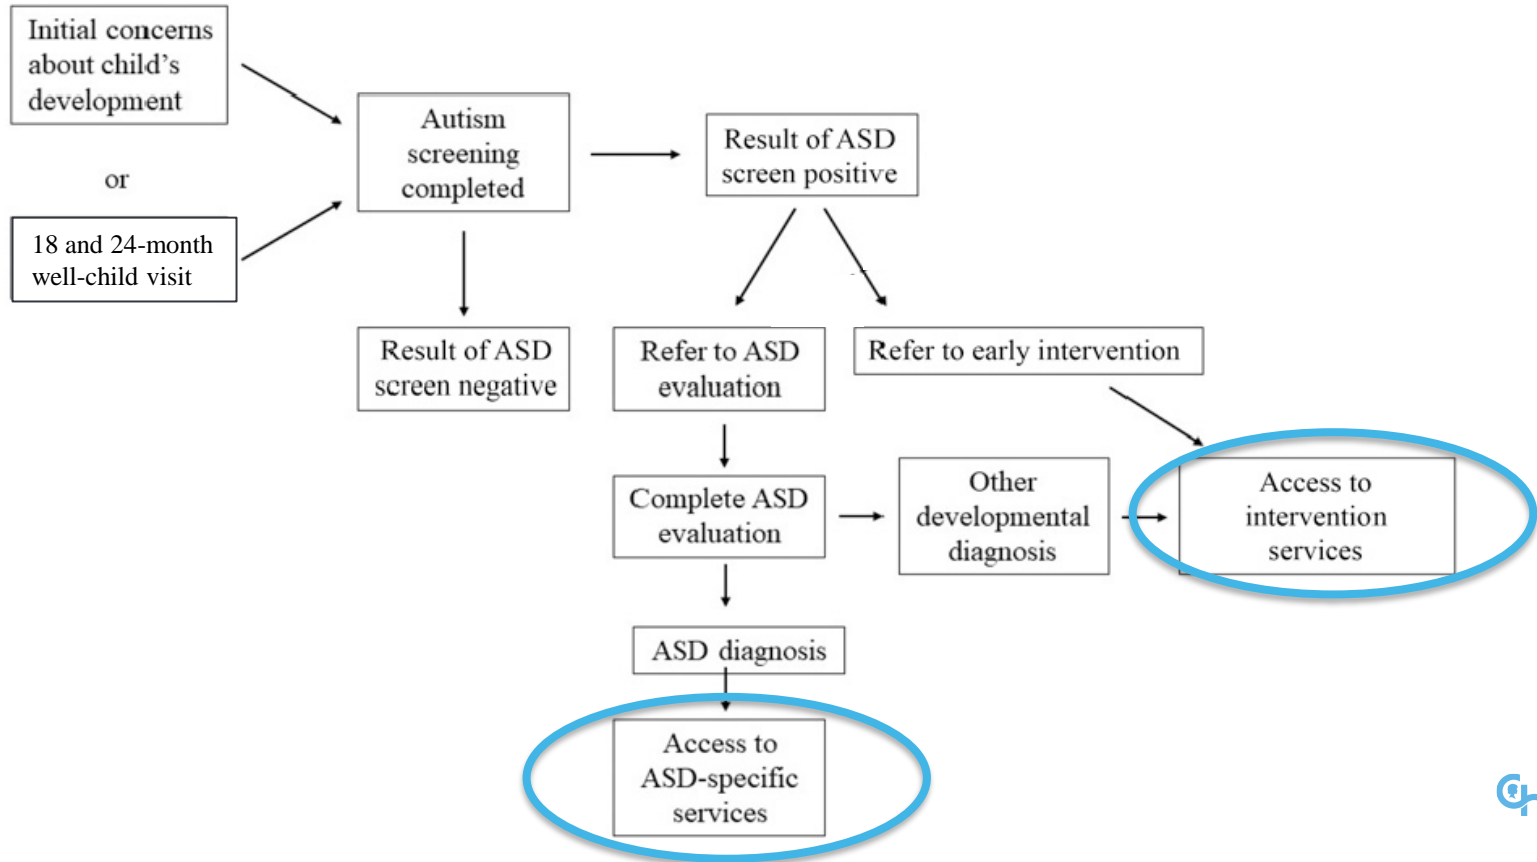 Initial concerns
about child's
development
or
18 and 24-month
well-child visit
Autism
screening
completed
Result of ASD
screen positive
Result of ASD
screen negative
Refer to ASD
evaluation
Refer to early intervention
Complete ASD
evaluation
Other
developmental
diagnosis
Access to
intervention
services
ASD diagnosis
Access to
ASD-specific
services